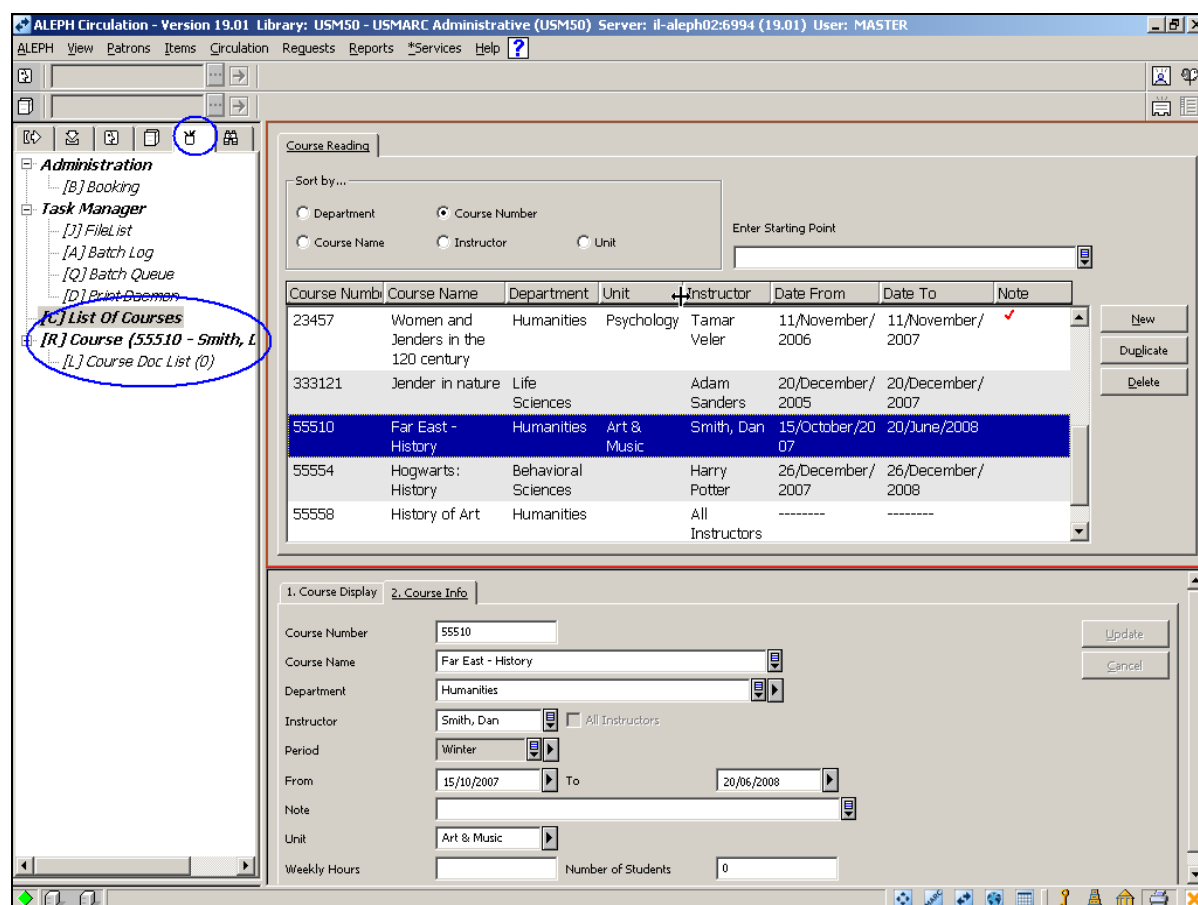 ALEPH Circulation - Version 19.01 Library: USM50 - USMARC Administrative (USM50) Server: il-aleph02:6994 (19.01) User: MASTER
ALEPH View Patrons Items Circulation Requests Reports *Services Help ?
Administration
[B] Booking
Task Manager
[J] FileList
[A] Batch Log
[Q] Batch Queue
[D] Print Daemon
[C] List Of Courses
[R] Course (55510 - Smith, D
[L] Course Doc List (0)
Course Reading
Sort by...
Department Course Number
Course Name Instructor Unit
Enter Starting Point
Course Numb Course Name Department Unit Instructor Date From Date To Note
23457 Women and Humanities Psychology Tamar 11/November/ 11/November/
Jenders in the Veler 2006 2007
120 century
333121 Jender in nature Life Adam 20/December/ 20/December/
Sciences Sanders 2005 2007
55510 Far East - Humanities Art & Smith, Dan 15/October/20 20/June/2008
History Music 07
55554 Hogwarts: Behavioral Harry 26/December/ 26/December/
History Sciences Potter 2007 2008
55558 History of Art Humanities All -------- --------
Instructors
New
Duplicate
Delete
1. Course Display 2. Course Info
Course Number 55510
Course Name Far East - History
Department Humanities
Instructor Smith, Dan All Instructors
Period Winter
From 15/10/2007 To 20/06/2008
Note
Unit Art & Music
Weekly Hours Number of Students 0
Update
Cancel